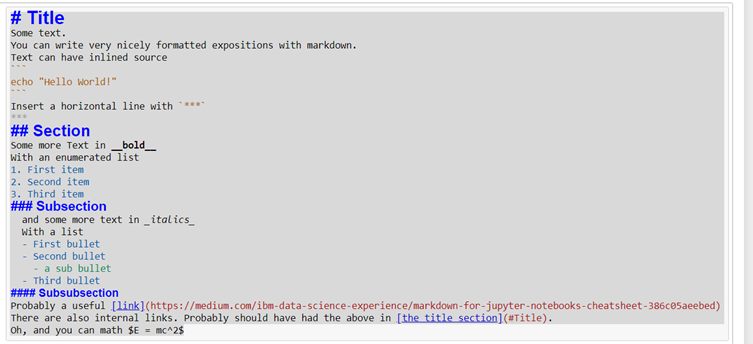 # Title
Some text.
You can write very nicely formatted expositions with markdown.
Text can have inlined source
```
echo "Hello World!"
```
Insert a horizontal line with `***`
***
## Section
Some more Text in __bold__
With an enumerated list
1. First item
2. Second item
3. Third item
### Subsection
  and some more text in _italics_
  With a list
  - First bullet
  - Second bullet
    - a sub bullet
  - Third bullet
#### Subsubsection
Probably a useful [link](https://medium.com/ibm-data-science-experience/markdown-for-jupyter-notebooks-cheatsheet-386c05aeebed)
There are also internal links. Probably should have had the above in [the title section](#Title).
Oh, and you can math $E = mc^2$